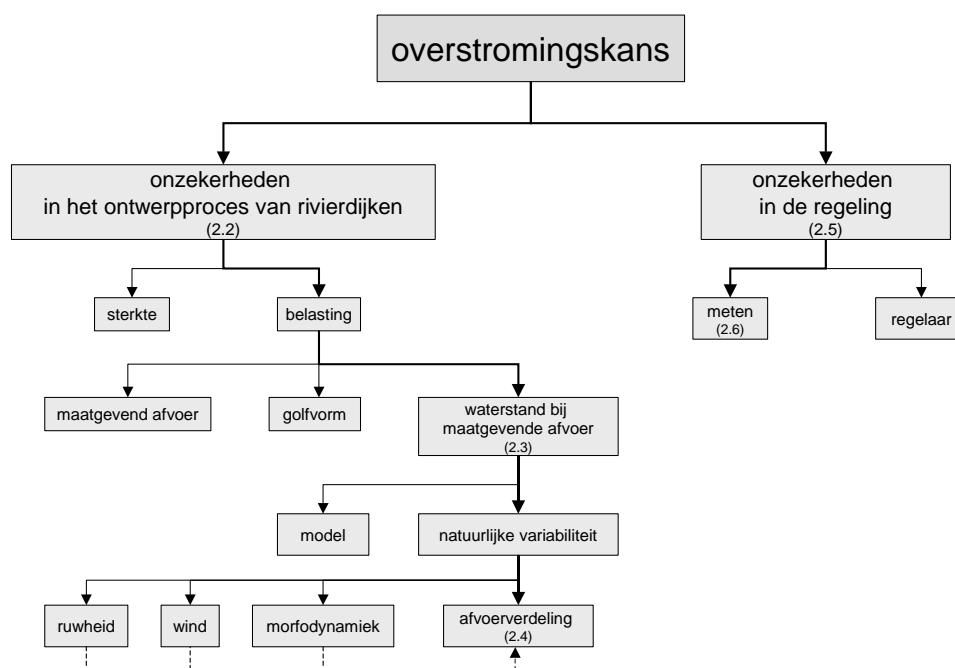 overstromingskans
onzekerheden
in het ontwerpproces van rivierdijken
(2.2)
onzekerheden
in de regeling
(2.5)
sterkte
belasting
meten
(2.6)
regelaar
maatgevend afvoer
golfvorm
waterstand bij
maatgevende afvoer
(2.3)
model
natuurlijke variabiliteit
ruwheid
wind
morfodynamiek
afvoerverdeling
(2.4)